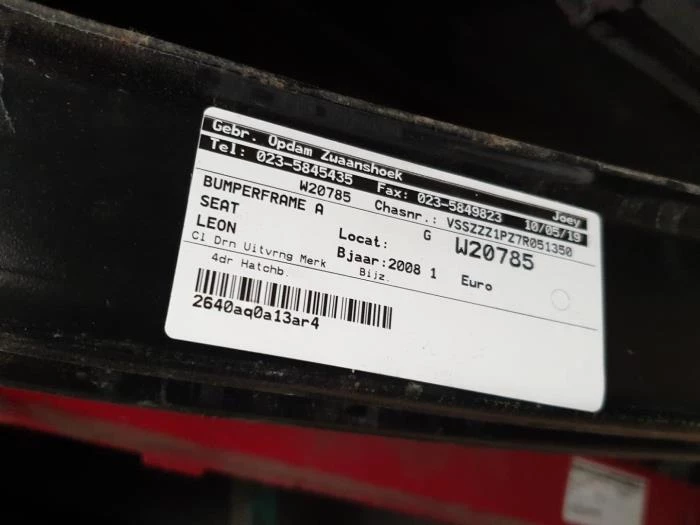 Gebr. Opdam Zwaanshoek Joey
Tel: 023-5845435 Fax: 023-5849823 10/05/19
W20785 Chasnr.: VSSZZZ1PZ7R051350
BUMPERFRAME A G W20785
SEAT Locat:
LEON Bjaar:2008 1 Euro
Cl Drn Uitvrng Merk Bijz.
4dr Hatchb.
2640aq0a13ar4